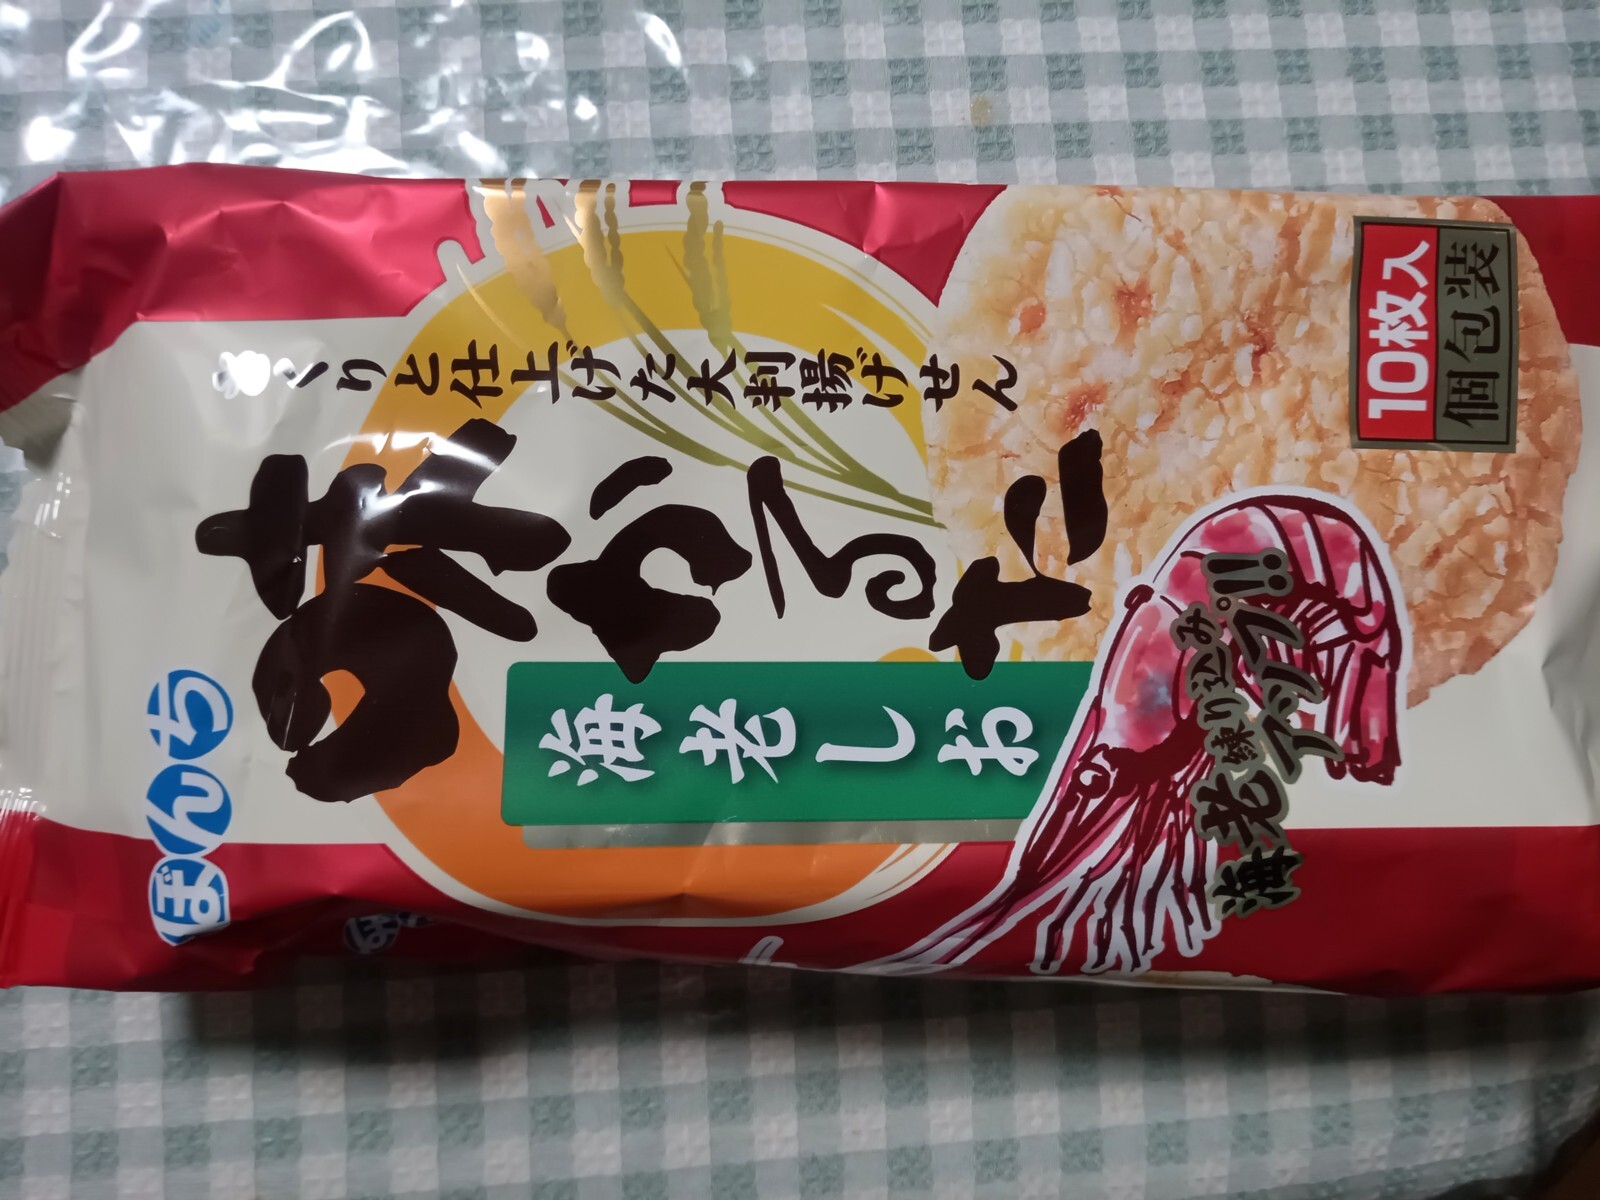 ぼんち
くりと仕上げた大判揚げせん
味かるた
海老しお
海老練り込み
アップ!!
10枚入
個包装